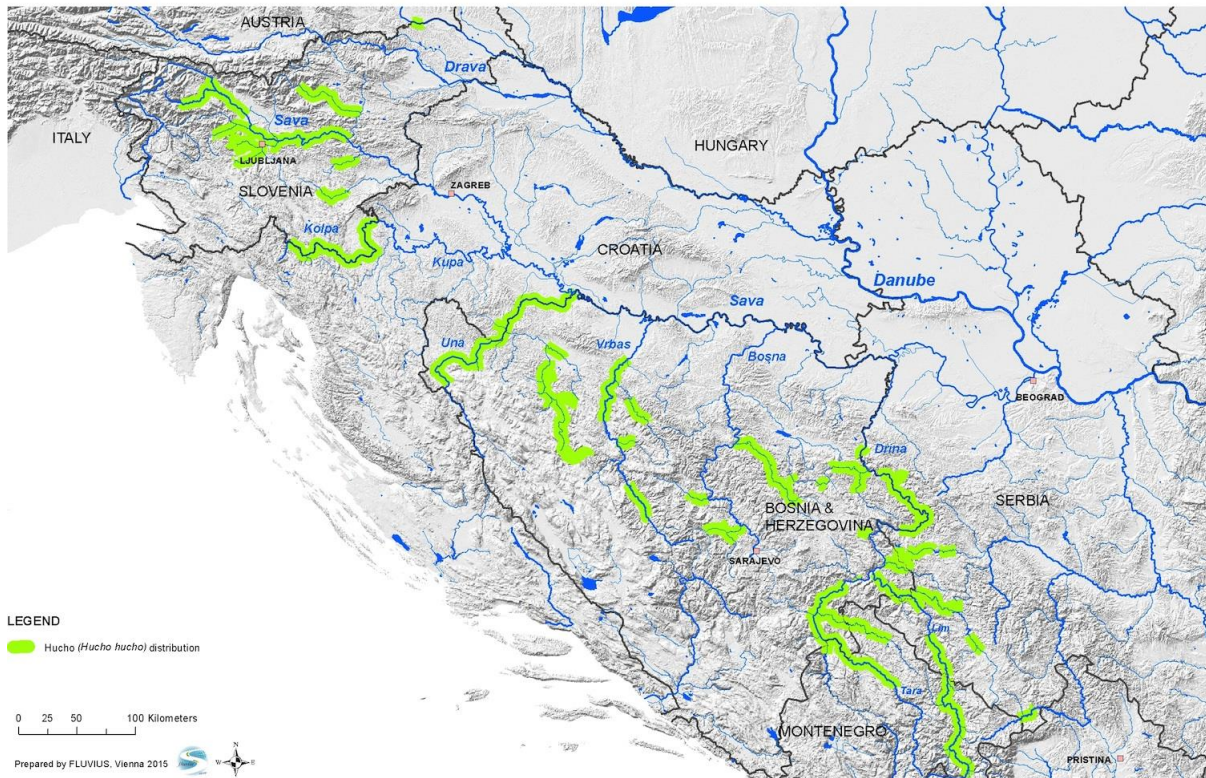 AUSTRIA
Drava
ITALY
Sava
HUNGARY
LJUBLJANA
SLOVENIA
ZAGREB
Kolpa
CROATIA
Kupa
Danube
Sava
Una
Vrbas
Bosna
BEOGRAD
Drina
SERBIA
BOSNIA &
HERZEGOVINA
SARAJEVO
LEGEND
Hucho (Hucho hucho) distribution
Lim
Tara
0 25 50 100 Kilometers
MONTENEGRO
N
W E
S
Prepared by FLUVIUS, Vienna 2015
PRISTINA